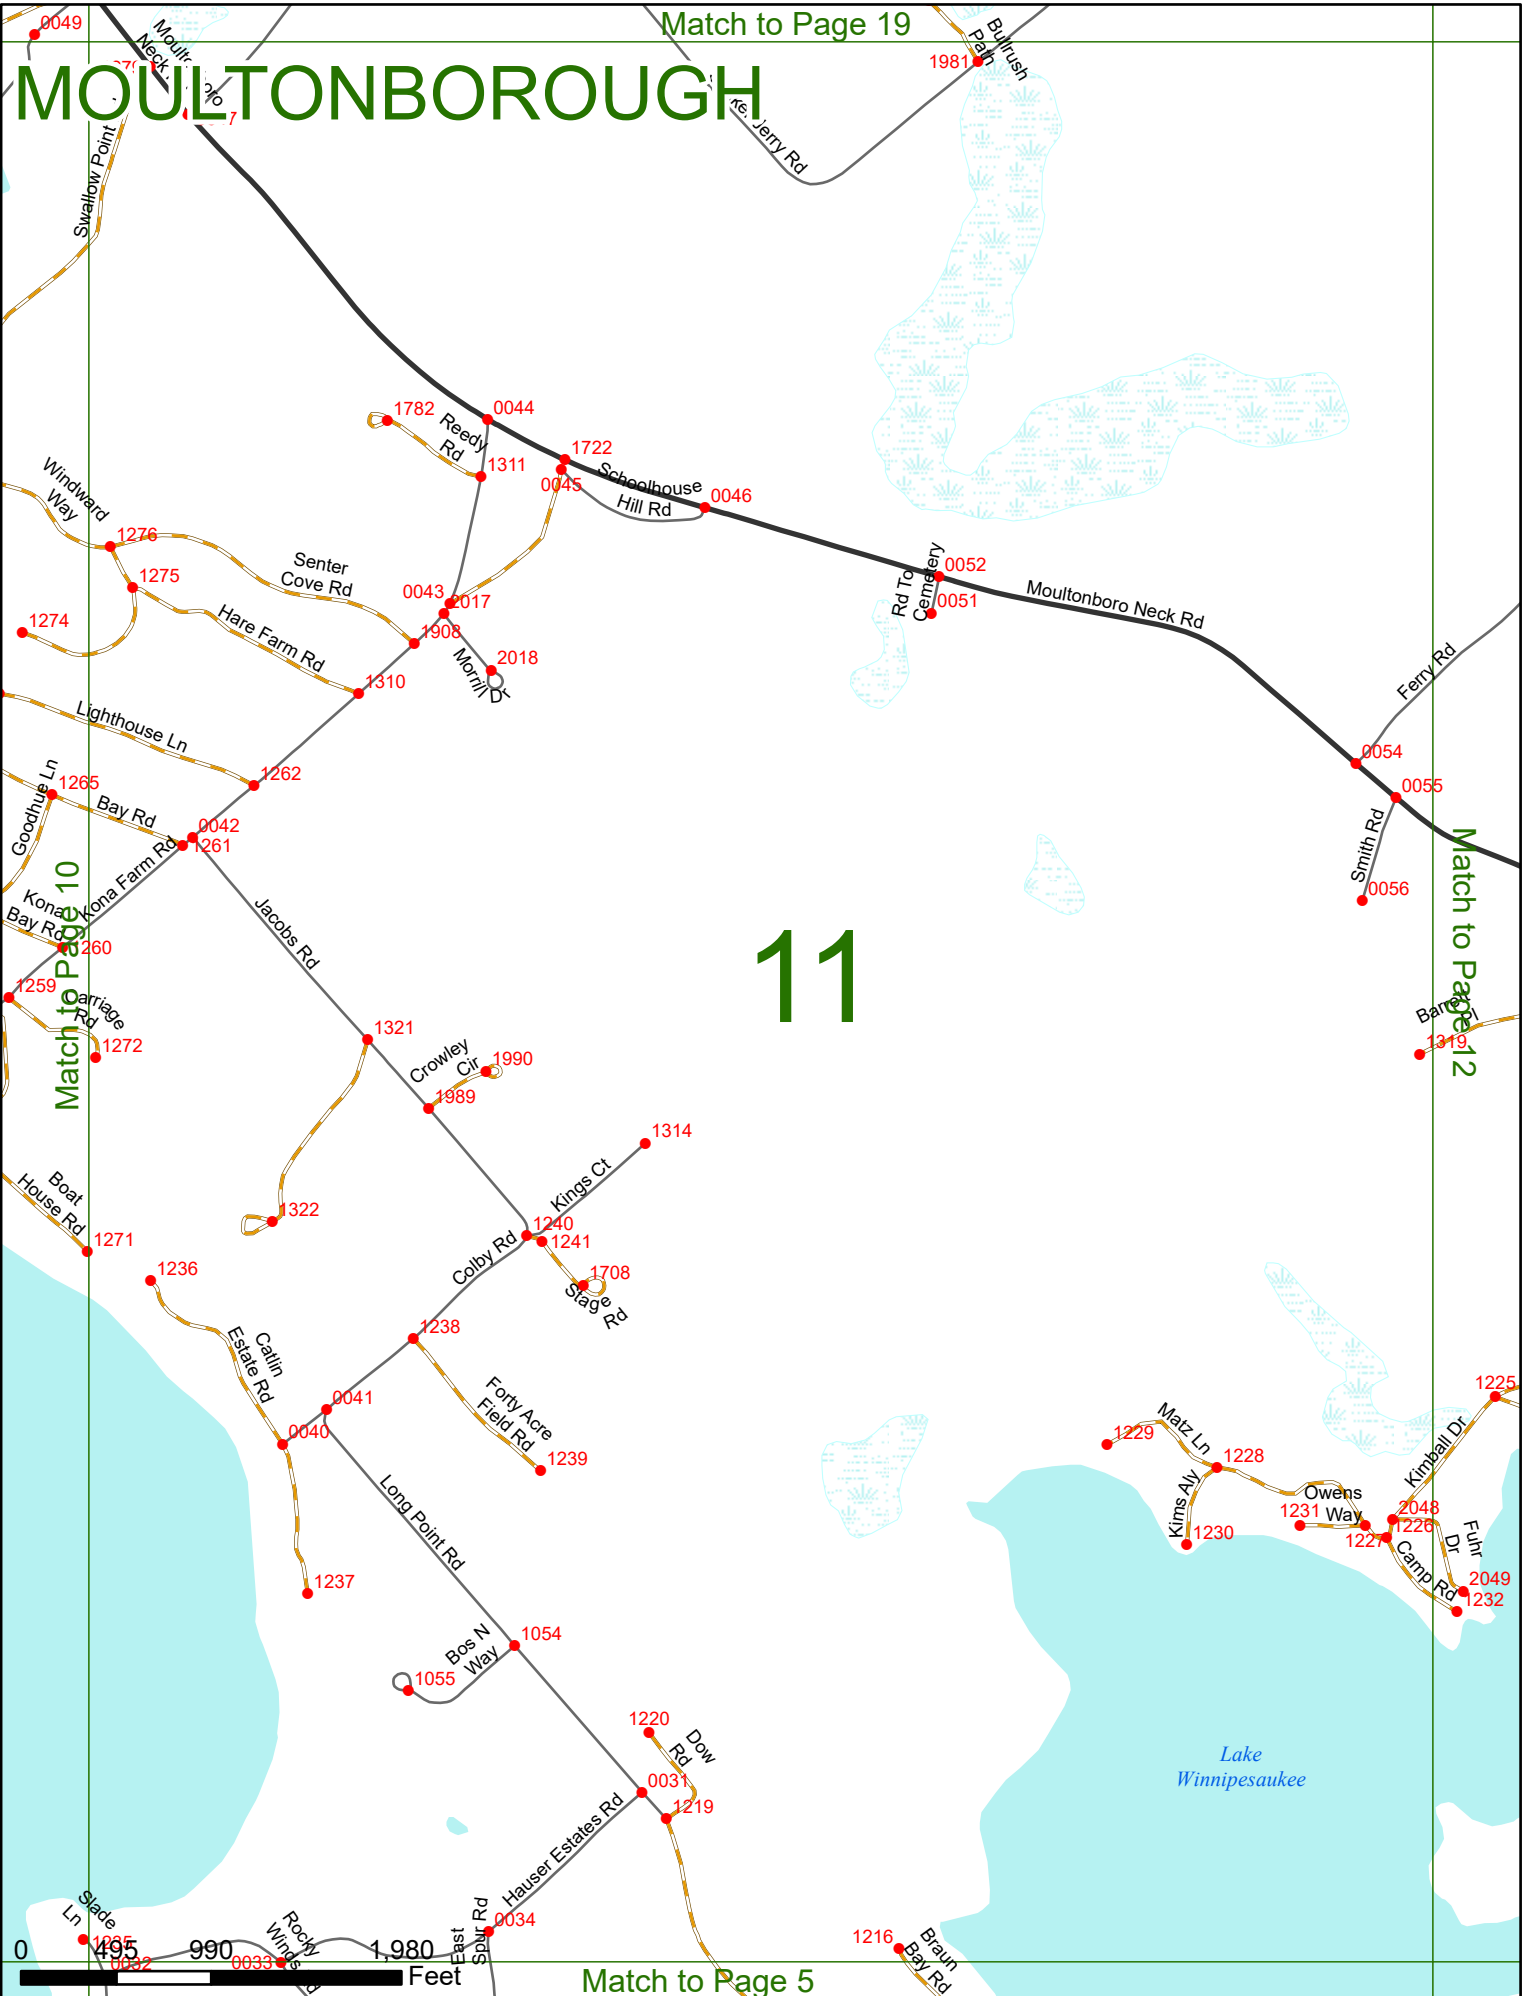 Match to Page 19
0049
Moultonboro
Neck
Bullrush
Path
1981
MOULTONBOROUGH
Jerry Rd
Swallow Point
1782
0044
Reedy
Rd
1722
1311
0045
Schoolhouse
Hill Rd
0046
Windward
Way
1276
1275
1274
Senter
Cove Rd
Hare Farm Rd
0043
2017
1908
2018
Morrill Dr
1310
0052
Rd To
Cemetery
0051
Moultonboro Neck Rd
Ferry Rd
0054
0055
Smith Rd
0056
Lighthouse Ln
1262
Goodhue Ln
1265
Bay Rd
0042
1261
Kona Farm Rd
Kona
Bay Rd
1260
1259
Carriage
Rd
1272
Match to Page 10
Jacobs Rd
11
Match to Page 12
Barrett Pl
1319
1321
Crowley
Cir
1990
1989
1314
Kings Ct
1322
Boat
House Rd
1271
1240
1241
Colby Rd
1708
Stage
Rd
1236
Catlin
Estate Rd
1238
0041
0040
Forty Acre
Field Rd
1239
1225
Kimball Dr
1229
Matz Ln
1228
Kims Aly
1230
Owens
Way
1231
2048
1226
1227
Fuhr
Dr
Camp Rd
2049
1232
Long Point Rd
1237
1054
Bos N
Way
1055
1220
Dow
Rd
0031
1219
Hauser Estates Rd
Lake
Winnipesaukee
Slade
Ln
1235
0032
Rocky
0033
East
Spur Rd
0034
1216
Braun
Bay Rd
0 495 990 1,980
Feet
Match to Page 5